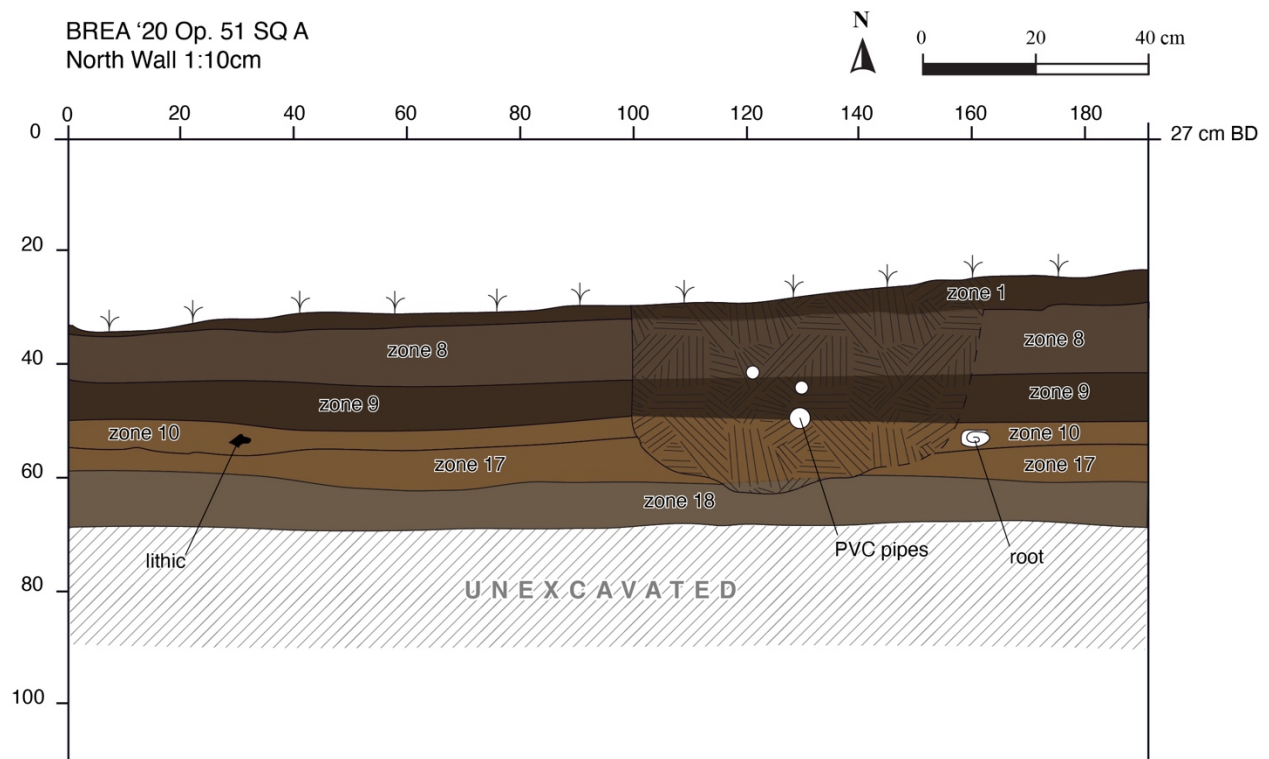 BREA ‘20 Op. 51 SQ A
North Wall 1:10cm
N
0 20 40 cm
0 20 40 60 80 100 120 140 160 180
0
27 cm BD
20
zone 1
zone 8
zone 8
40
zone 9
zone 9
zone 10
zone 10
zone 17
zone 17
60
zone 18
lithic
PVC pipes
root
80
UNEXCAVATED
100